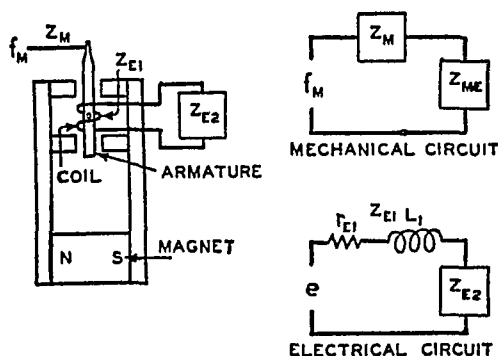 f_M
Z_M
Z_E1
Z_E2
COIL
ARMATURE
N
S
MAGNET
f_M
Z_M
Z_ME
MECHANICAL CIRCUIT
e
r_E1
Z_E1
L_1
Z_E2
ELECTRICAL CIRCUIT